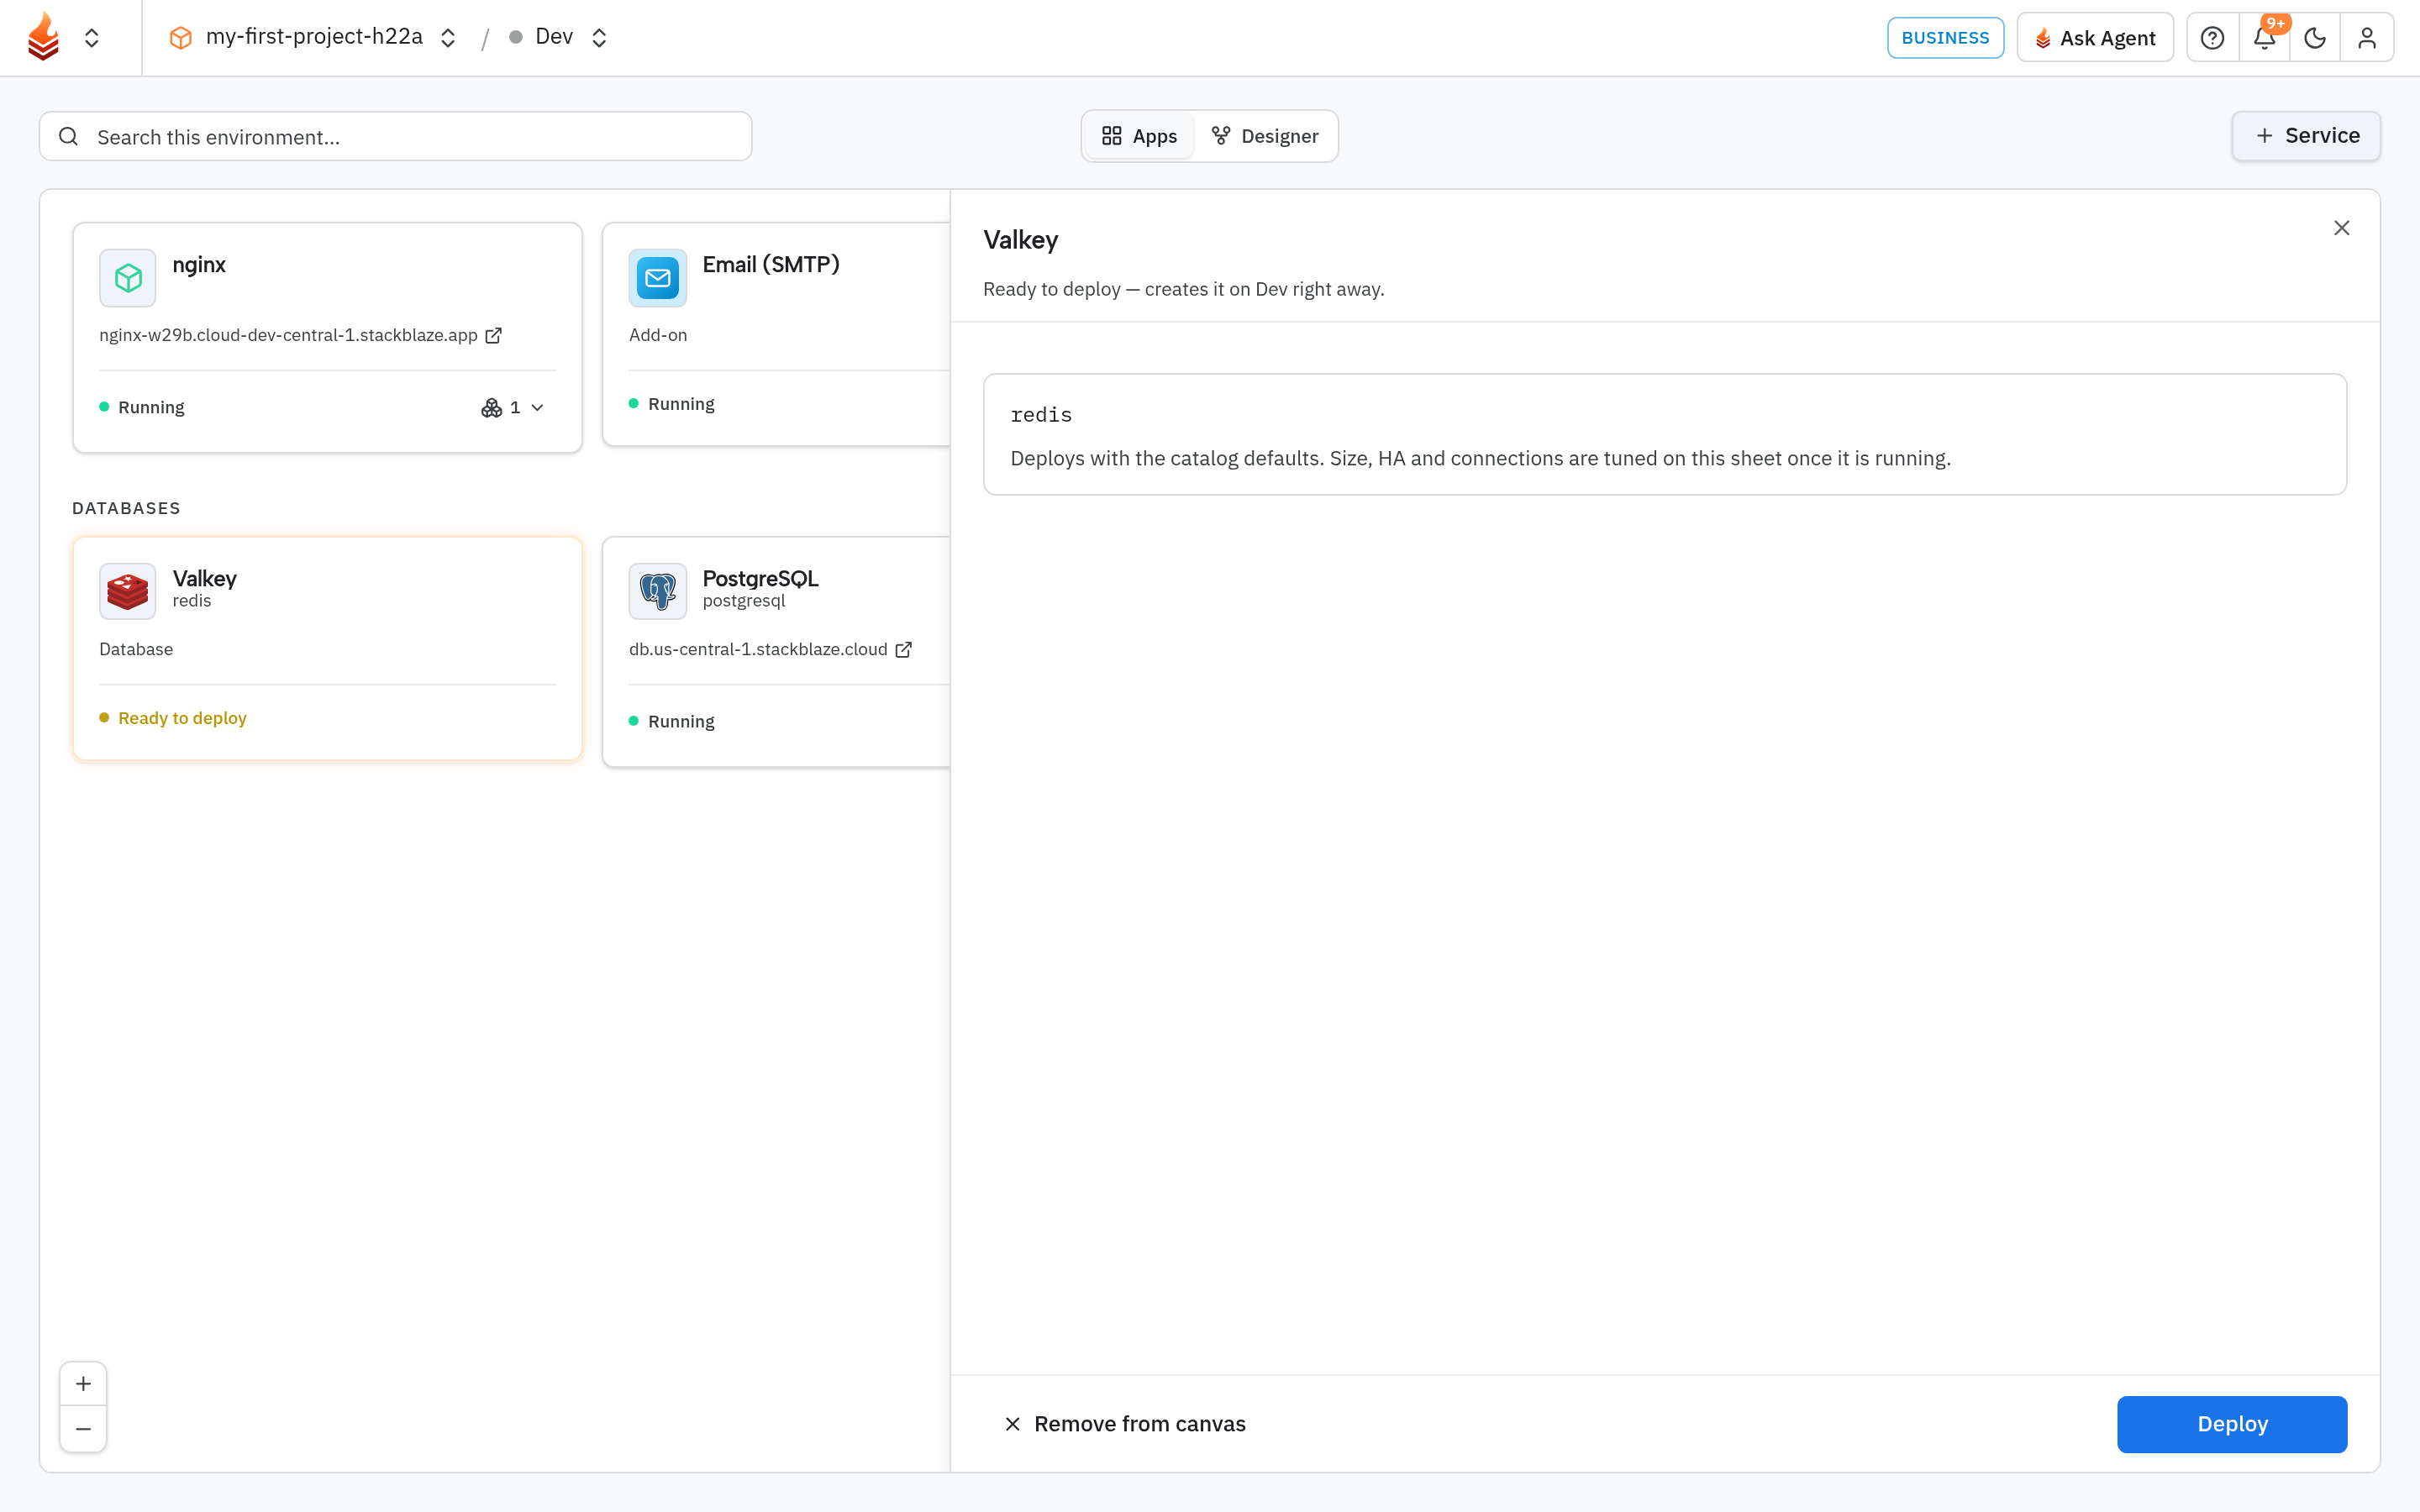 my-first-project-h22a / Dev
BUSINESS
Ask Agent
9+
Search this environment...
Apps
Designer
+ Service
nginx
nginx-w29b.cloud-dev-central-1.stackblaze.app
Running
1
Email (SMTP)
Add-on
Running
DATABASES
Valkey
redis
Database
Ready to deploy
PostgreSQL
postgresql
db.us-central-1.stackblaze.cloud
Running
Valkey
Ready to deploy — creates it on Dev right away.
redis
Deploys with the catalog defaults. Size, HA and connections are tuned on this sheet once it is running.
Remove from canvas
Deploy